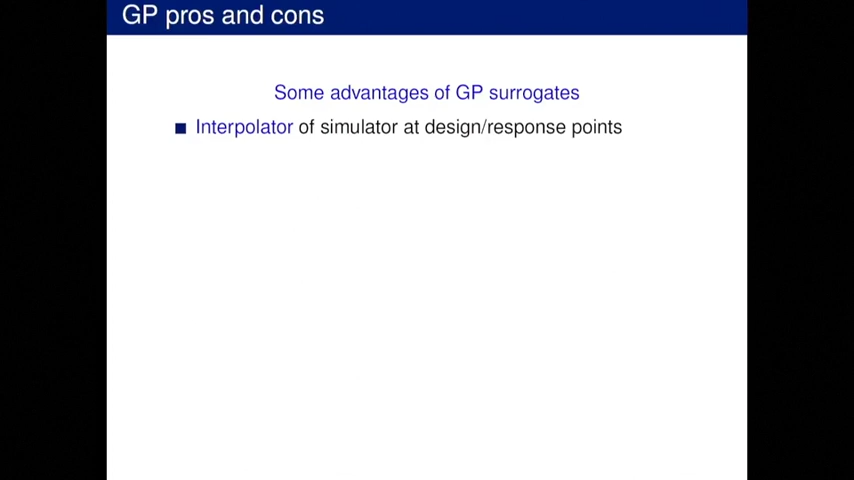 GP pros and cons
Some advantages of GP surrogates
Interpolator of simulator at design/response points